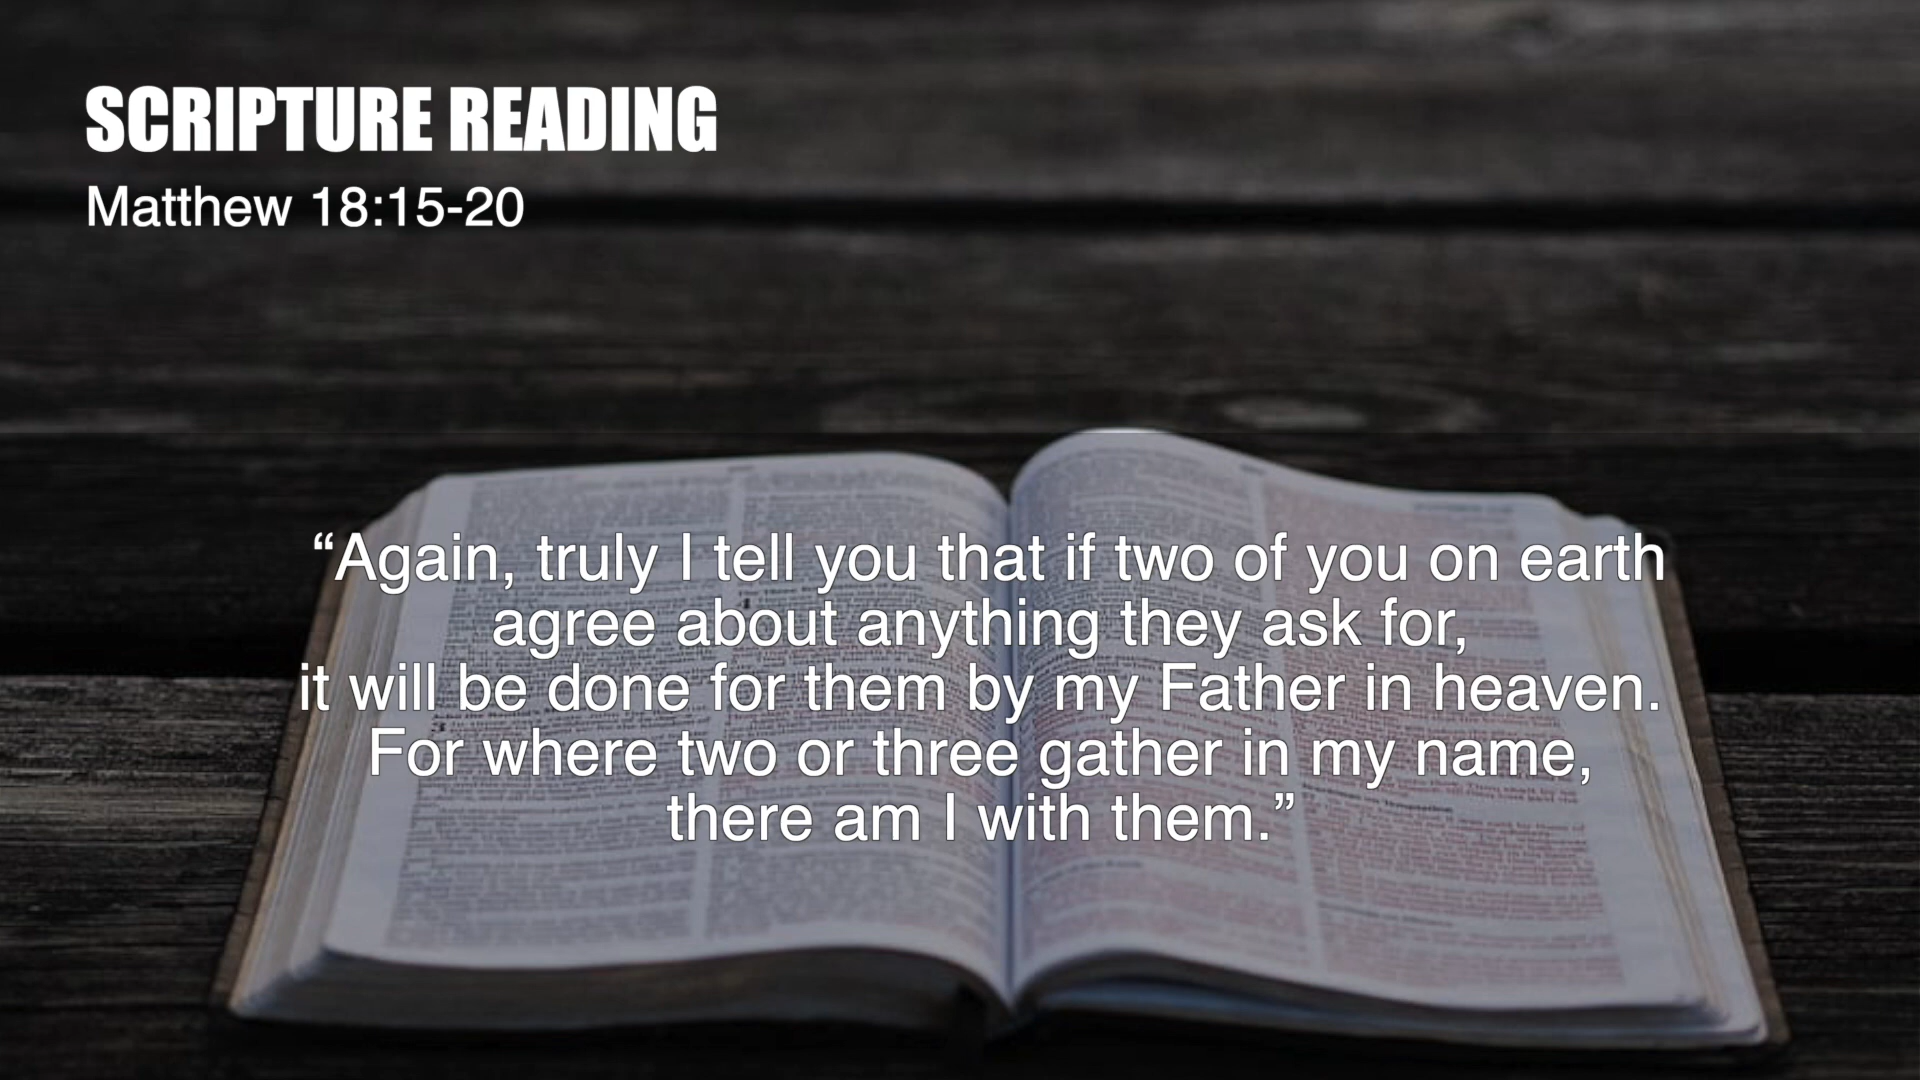 SCRIPTURE READING
Matthew 18:15-20
“Again, truly I tell you that if two of you on earth
agree about anything they ask for,
it will be done for them by my Father in heaven.
For where two or three gather in my name,
there am I with them.”